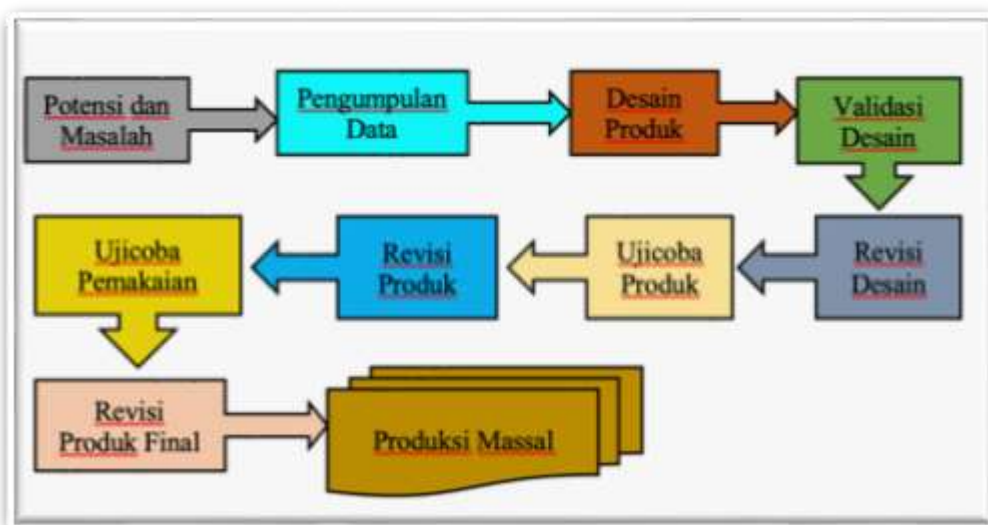 Potensi dan
Masalah
Pengumpulan
Data
Desain
Produk
Validasi
Desain
Revisi
Desain
Ujicoba
Produk
Revisi
Produk
Ujicoba
Pemakaian
Revisi
Produk Final
Produksi Massal